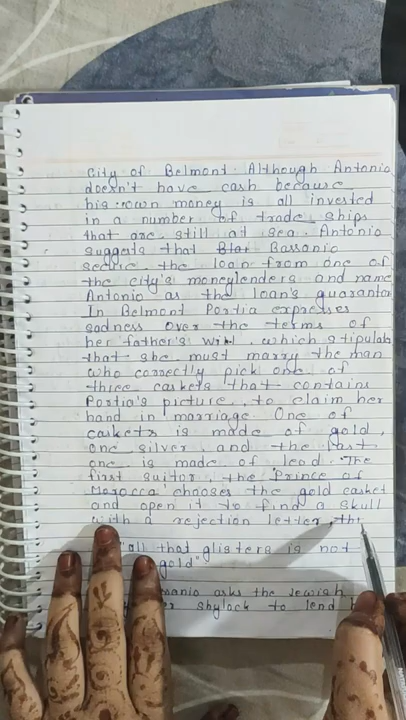 City of Belmont. Although Antonio
doesn't have cash because
his own money is all invested
in a number of trade ships
that are still at sea. Antonio
suggests that Bassanio
secure the loan from one of
the city's moneylenders and name
Antonio as the loan's guaranto
In Belmont Portia expresses
sadness over the terms of
her father's will, which stipulat
that she must marry the man
who correctly pick one of
three caskets that contains
Portia's picture, to claim her
hand in marriage. One of
caskets is made of gold,
one silver, and the last
one is made of lead. The
first suitor, the Prince of
Morocca chooses the gold casket
and open it to find a skull
with a rejection letter, th
all that glisters is not
gold"
asks the Jewish
shylock to lend